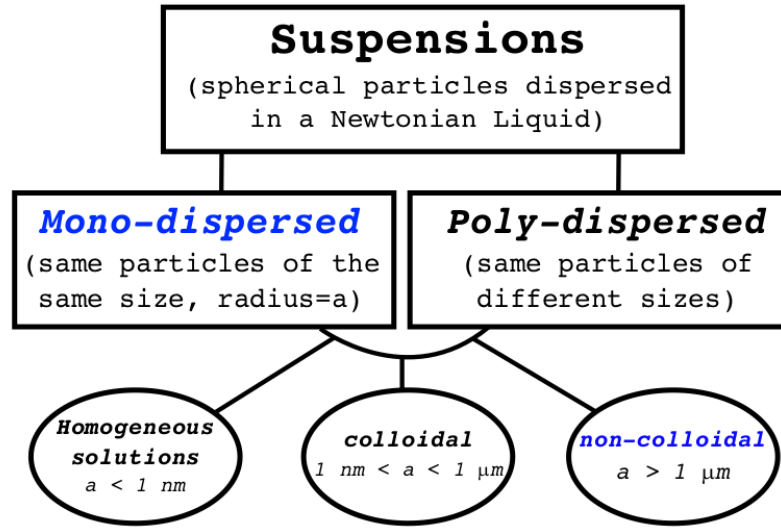 Suspensions
(spherical particles dispersed
in a Newtonian Liquid)
Mono-dispersed
(same particles of the
same size, radius=a)
Poly-dispersed
(same particles of
different sizes)
Homogeneous
solutions
a < 1 nm
colloidal
1 nm < a < 1 μm
non-colloidal
a > 1 μm